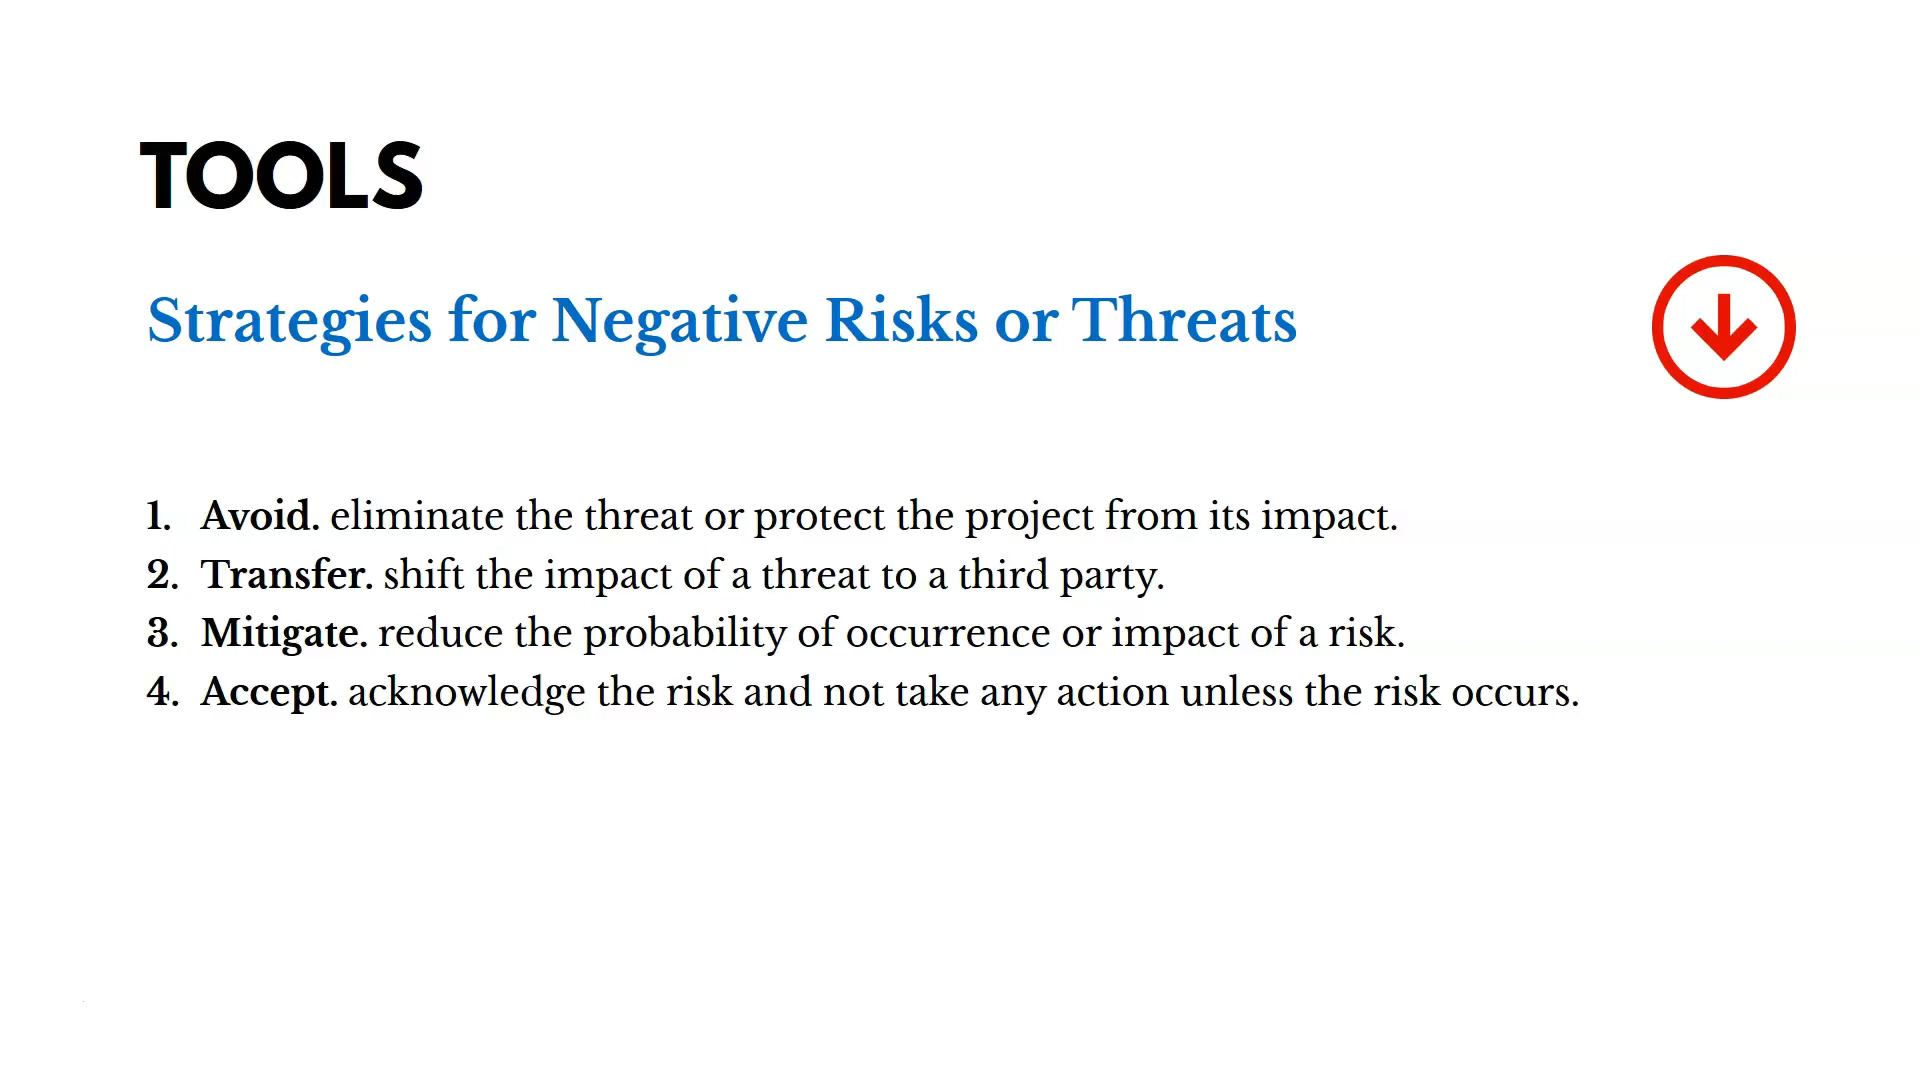 TOOLS
Strategies for Negative Risks or Threats
1. Avoid. eliminate the threat or protect the project from its impact.
2. Transfer. shift the impact of a threat to a third party.
3. Mitigate. reduce the probability of occurrence or impact of a risk.
4. Accept. acknowledge the risk and not take any action unless the risk occurs.